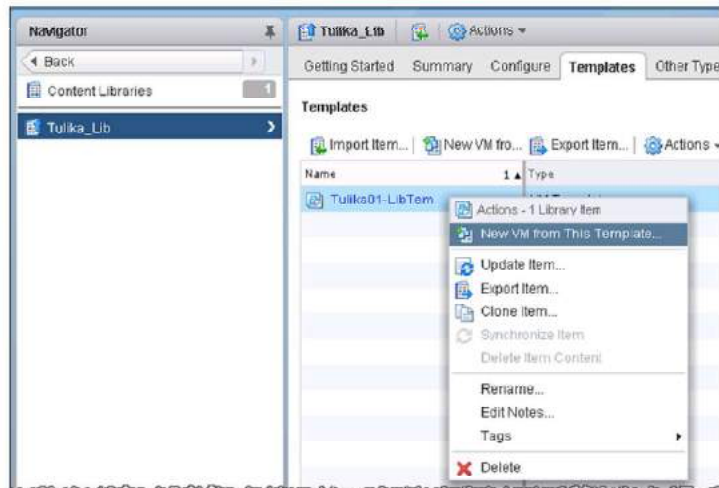 Navigator
Tulika_Lib Actions
Back
Getting Started Summary Configure Templates Other Type
Content Libraries 1
Templates
Tulika_Lib
Import Item... New VM fro... Export Item... Actions
Name 1 Type
Tulika01-LibTem
Actions - 1 Library Item
New VM from This Template...
Update Item...
Export Item...
Clone Item...
Synchronize Item
Delete Item Content
Rename...
Edit Notes...
Tags
Delete